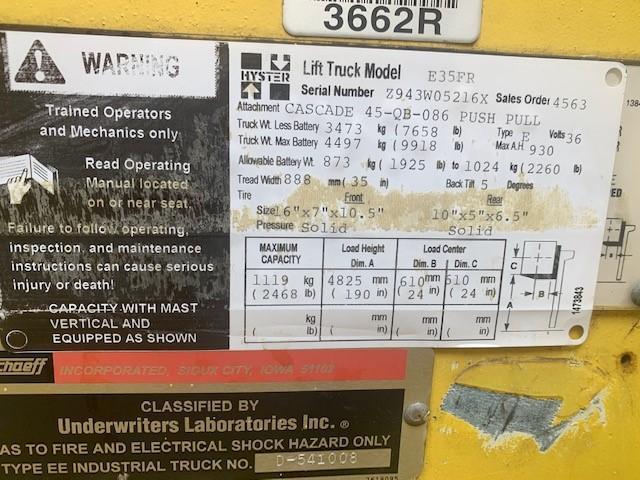 3662R
WARNING
Trained Operators
and Mechanics only
Read Operating
Manual located
on or near seat.
Failure to follow operating,
inspection, and maintenance
instructions can cause serious
injury or death!
CAPACITY WITH MAST
VERTICAL AND
EQUIPPED AS SHOWN
HYSTER
Lift Truck Model E35FR
Serial Number Z943W05216X Sales Order 4563
Attachment CASCADE 45-QB-086 PUSH PULL
Truck Wt. Less Battery 3473 kg (7658 lb) Type E Volts 36
Truck Wt. Max Battery 4497 kg (9918 lb) Max A.H. 930
Allowable Battery Wt. 873 kg (1925 lb) to 1024 kg (2260 lb)
Tread Width 888 mm (35 in) Back Tilt 5 Degrees
Tire Front Rear
Size 16"x7"x10.5" 10"x5"x6.5"
Pressure Solid Solid
MAXIMUM CAPACITY Load Height Dim. A Load Center Dim. B Dim. C
1119 kg 4825 mm 610 mm 610 mm
(2468 lb) (190 in) (24 in) (24 in)
kg mm mm mm
( lb) ( in) ( in) ( in)
C
A
B
1473843
INCORPORATED, SIOUX CITY, IOWA 51102
CLASSIFIED BY
Underwriters Laboratories Inc. ®
AS TO FIRE AND ELECTRICAL SHOCK HAZARD ONLY
TYPE EE INDUSTRIAL TRUCK NO. D-541008